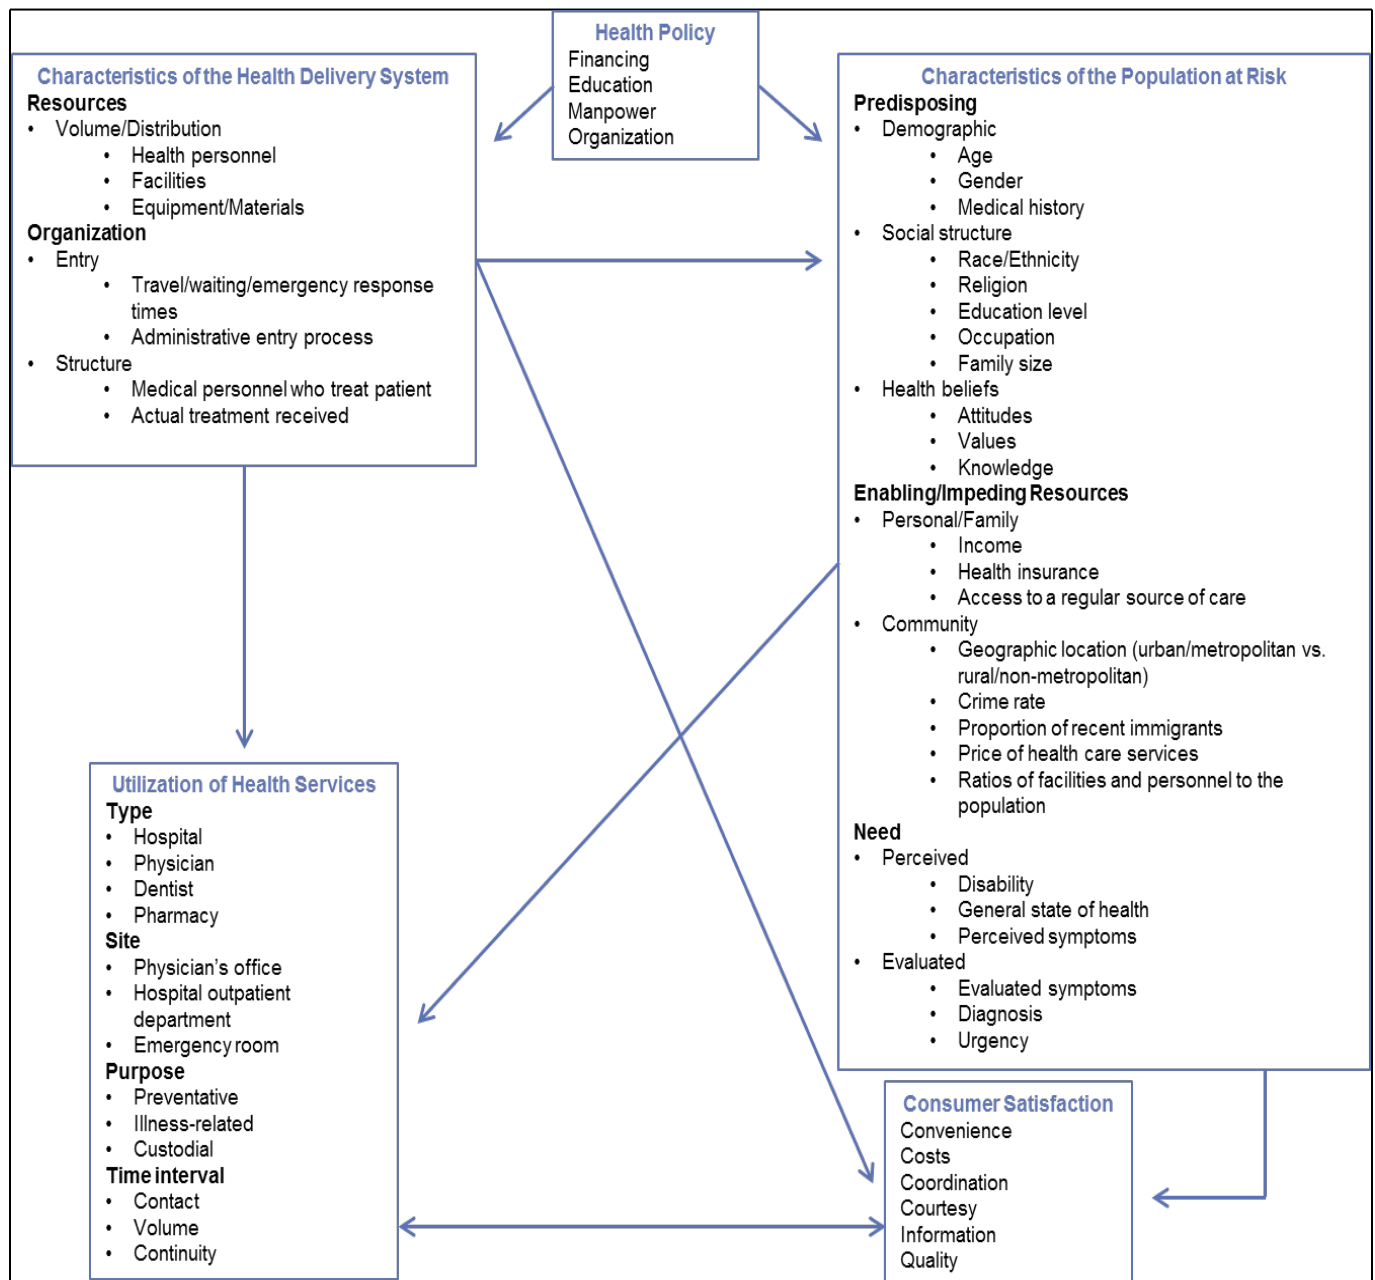 Health Policy
Financing
Education
Manpower
Organization
Characteristics of the Health Delivery System
Resources
• Volume/Distribution
• Health personnel
• Facilities
• Equipment/Materials
Organization
• Entry
• Travel/waiting/emergency response
times
• Administrative entry process
• Structure
• Medical personnel who treat patient
• Actual treatment received
Characteristics of the Population at Risk
Predisposing
• Demographic
• Age
• Gender
• Medical history
• Social structure
• Race/Ethnicity
• Religion
• Education level
• Occupation
• Family size
• Health beliefs
• Attitudes
• Values
• Knowledge
Enabling/Impeding Resources
• Personal/Family
• Income
• Health insurance
• Access to a regular source of care
• Community
• Geographic location (urban/metropolitan vs.
rural/non-metropolitan)
• Crime rate
• Proportion of recent immigrants
• Price of health care services
• Ratios of facilities and personnel to the
population
Need
• Perceived
• Disability
• General state of health
• Perceived symptoms
• Evaluated
• Evaluated symptoms
• Diagnosis
• Urgency
Utilization of Health Services
Type
• Hospital
• Physician
• Dentist
• Pharmacy
Site
• Physician's office
• Hospital outpatient
department
• Emergency room
Purpose
• Preventative
• Illness-related
• Custodial
Time interval
• Contact
• Volume
• Continuity
Consumer Satisfaction
Convenience
Costs
Coordination
Courtesy
Information
Quality